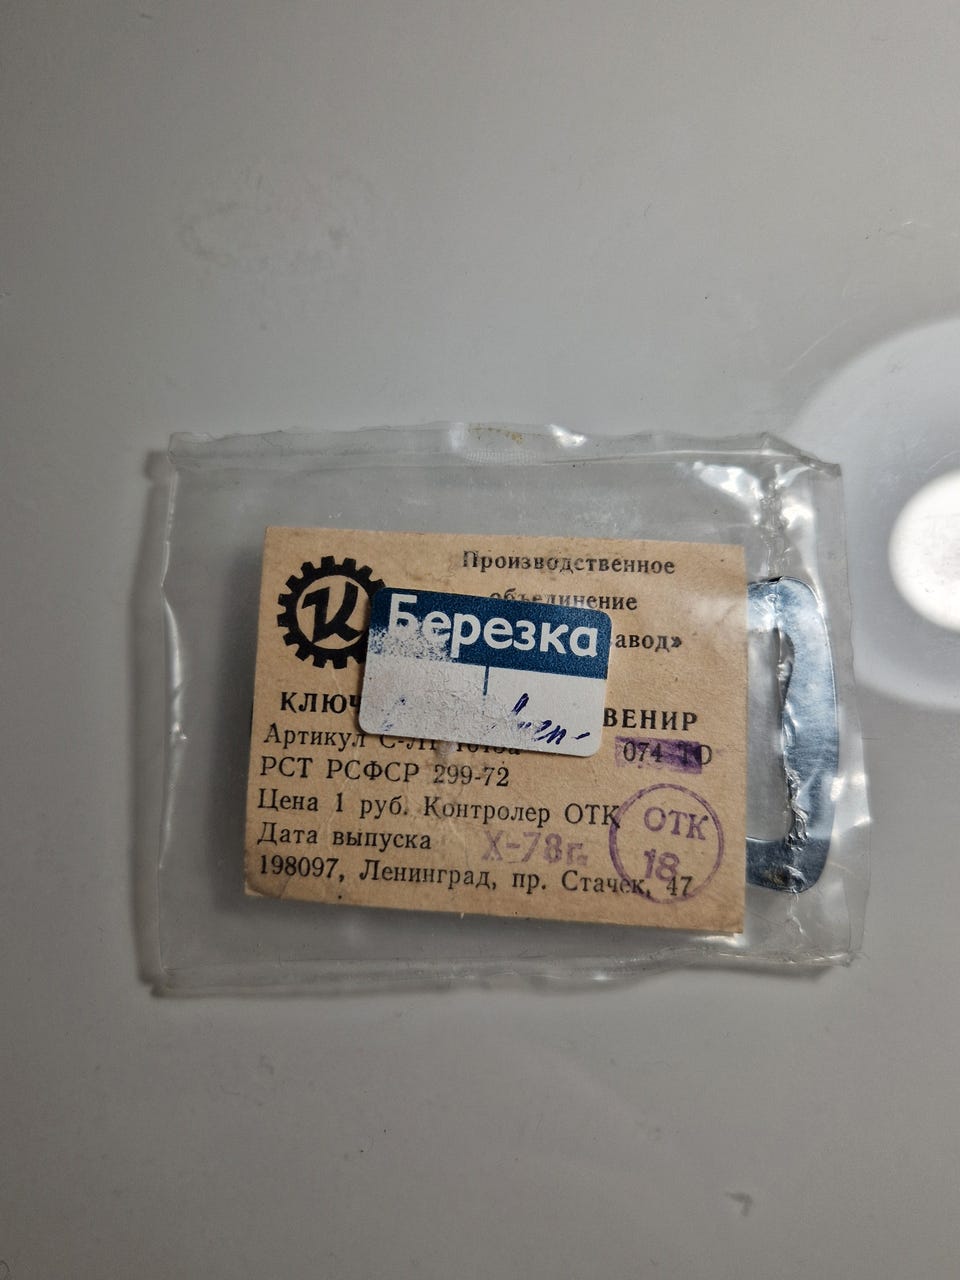 Производственное
объединение
авод»
К
Березка
КЛЮЧ
ВЕНИР
Артикул
074 ТО
РСТ РСФСР 299-72
Цена 1 руб. Контролер ОТК
ОТК
18
Дата выпуска X-78г.
198097, Ленинград, пр. Стачек, 47